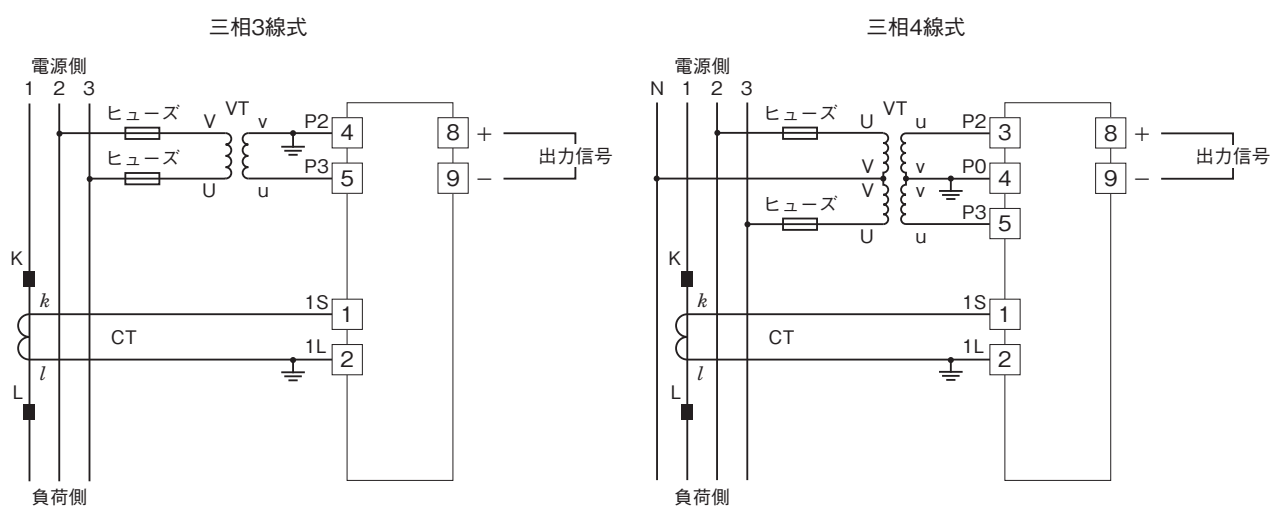 三相3線式
電源側
1 2 3
ヒューズ V VT v P2 4 8 +
ヒューズ 出力信号
U u P3 5 9 −
K
k 1S 1
CT
1L 2
l
L
負荷側
三相4線式
電源側
N 1 2 3
ヒューズ U VT u P2 3 8 +
出力信号
V v P0 4 9 −
V v
ヒューズ P3 5
U u
K
k 1S 1
CT
1L 2
l
L
負荷側